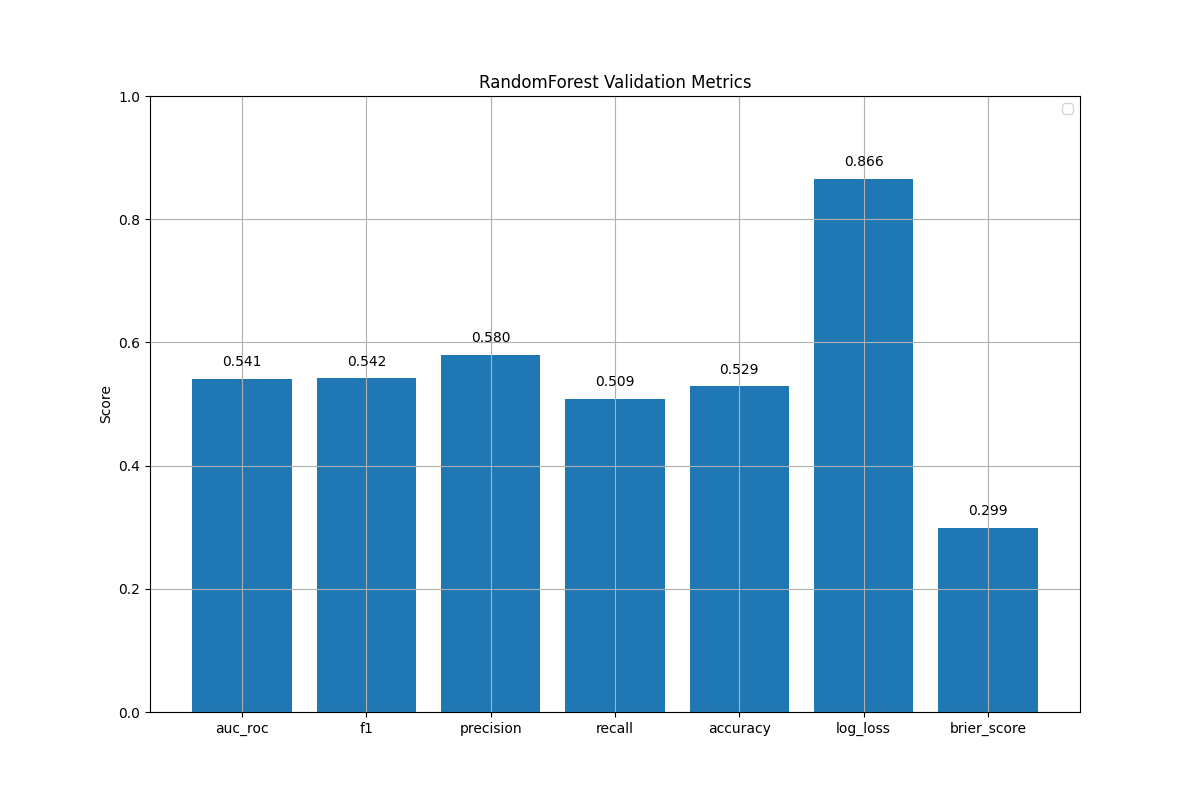 RandomForest Validation Metrics
1.0
0.8
0.6
0.4
0.2
0.0
Score
0.541
0.542
0.580
0.509
0.529
0.866
0.299
auc_roc
f1
precision
recall
accuracy
log_loss
brier_score